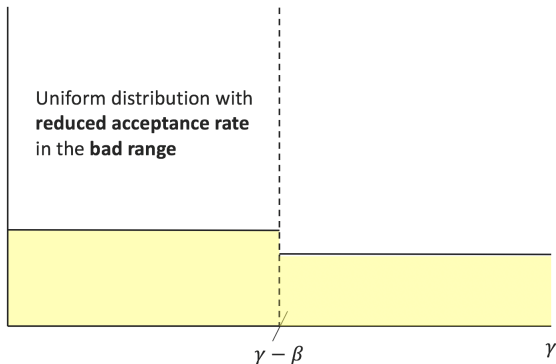 Uniform distribution with
reduced acceptance rate
in the bad range
γ − β
γ